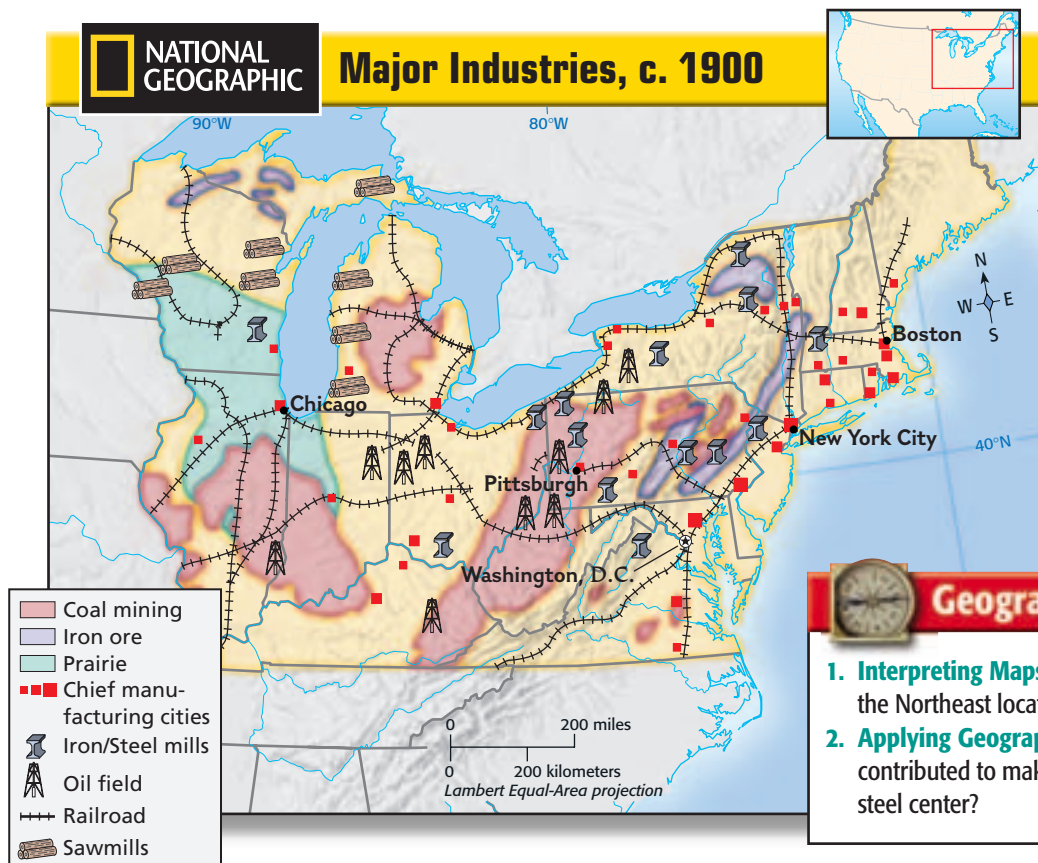 NATIONAL
GEOGRAPHIC
Major Industries, c. 1900
90°W
80°W
N
W
E
S
Boston
Chicago
New York City
40°N
Pittsburgh
Washington, D.C.
Coal mining
Iron ore
Prairie
Chief manu-
facturing cities
Iron/Steel mills
Oil field
Railroad
Sawmills
0
200 miles
0
200 kilometers
Lambert Equal-Area projection
Geogra
1. Interpreting Maps
the Northeast locat
2. Applying Geograp
contributed to mak
steel center?